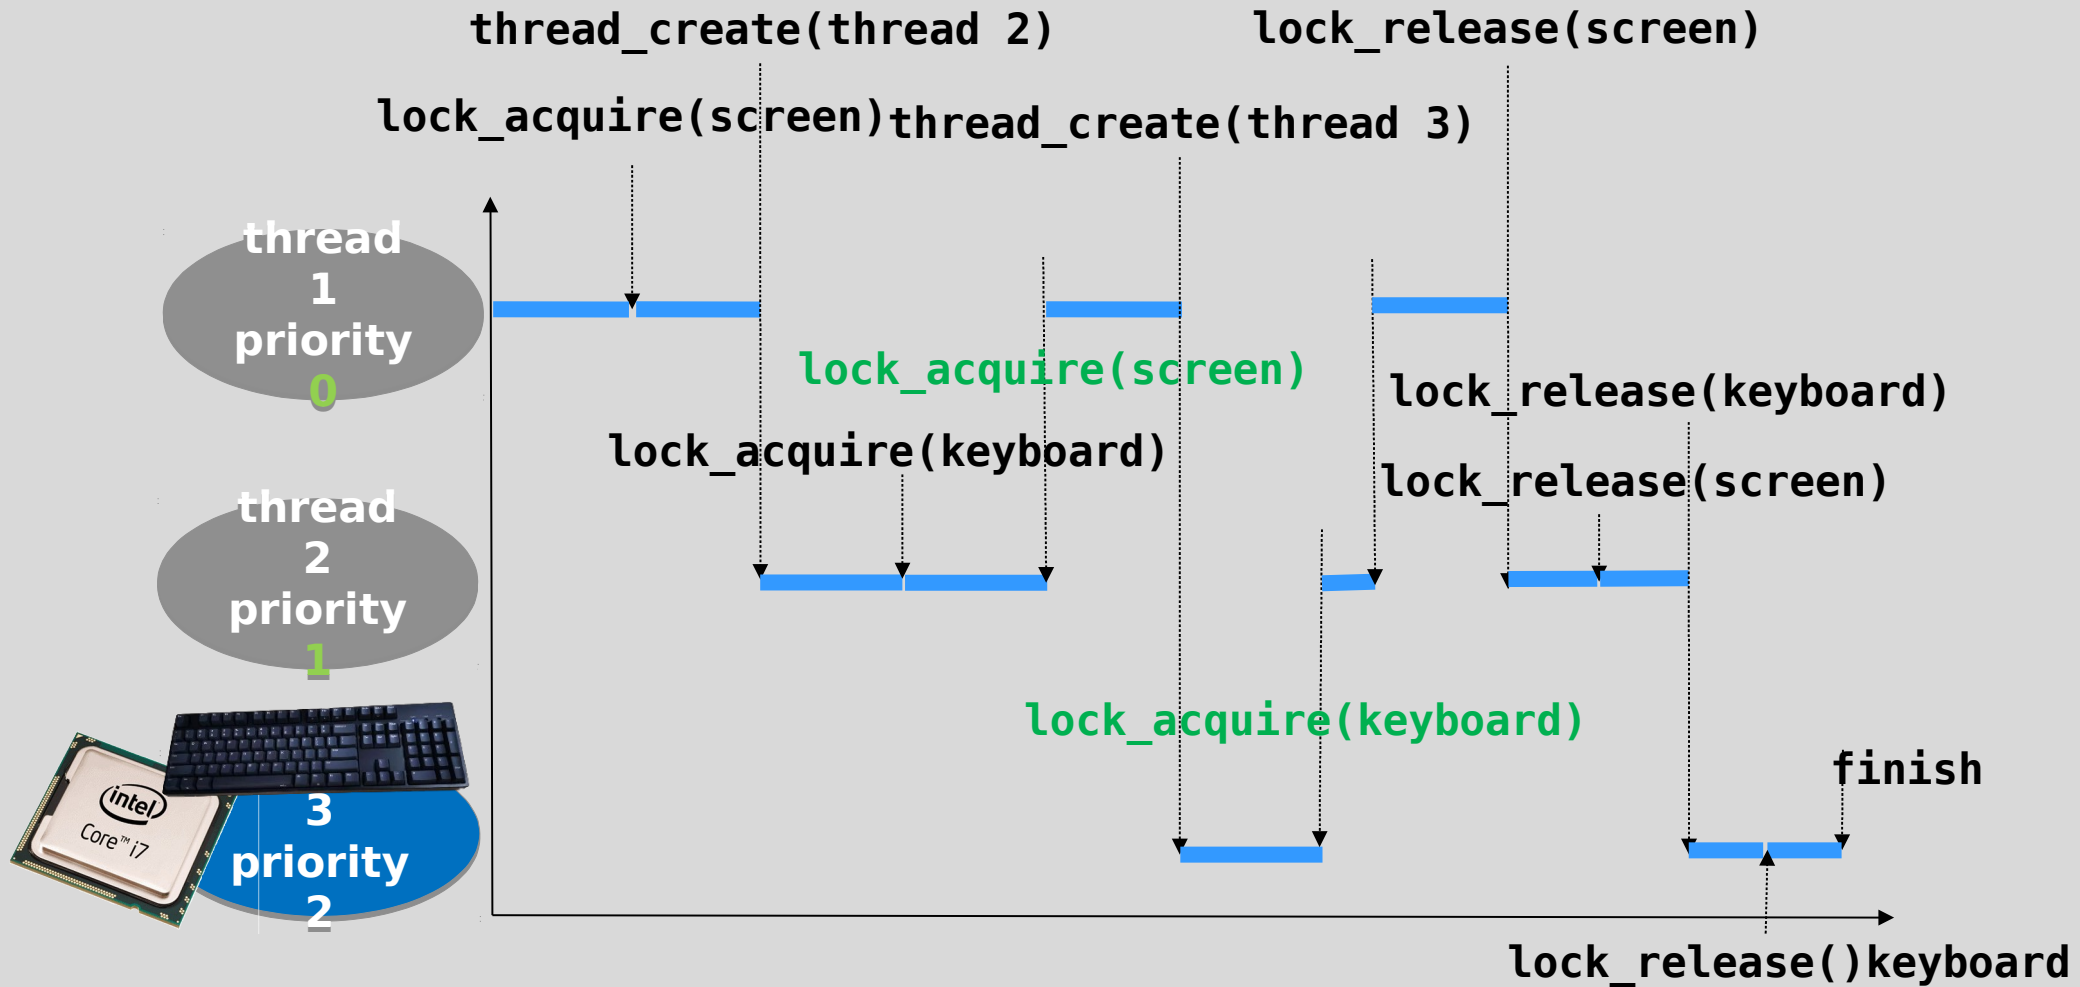 thread_create(thread 2)
lock_release(screen)
lock_acquire(screen)
thread_create(thread 3)
thread
1
priority
0
lock_acquire(screen)
lock_release(keyboard)
lock_acquire(keyboard)
lock_release(screen)
thread
2
priority
1
lock_acquire(keyboard)
finish
intel
Core™ i7
3
priority
2
lock_release()keyboard